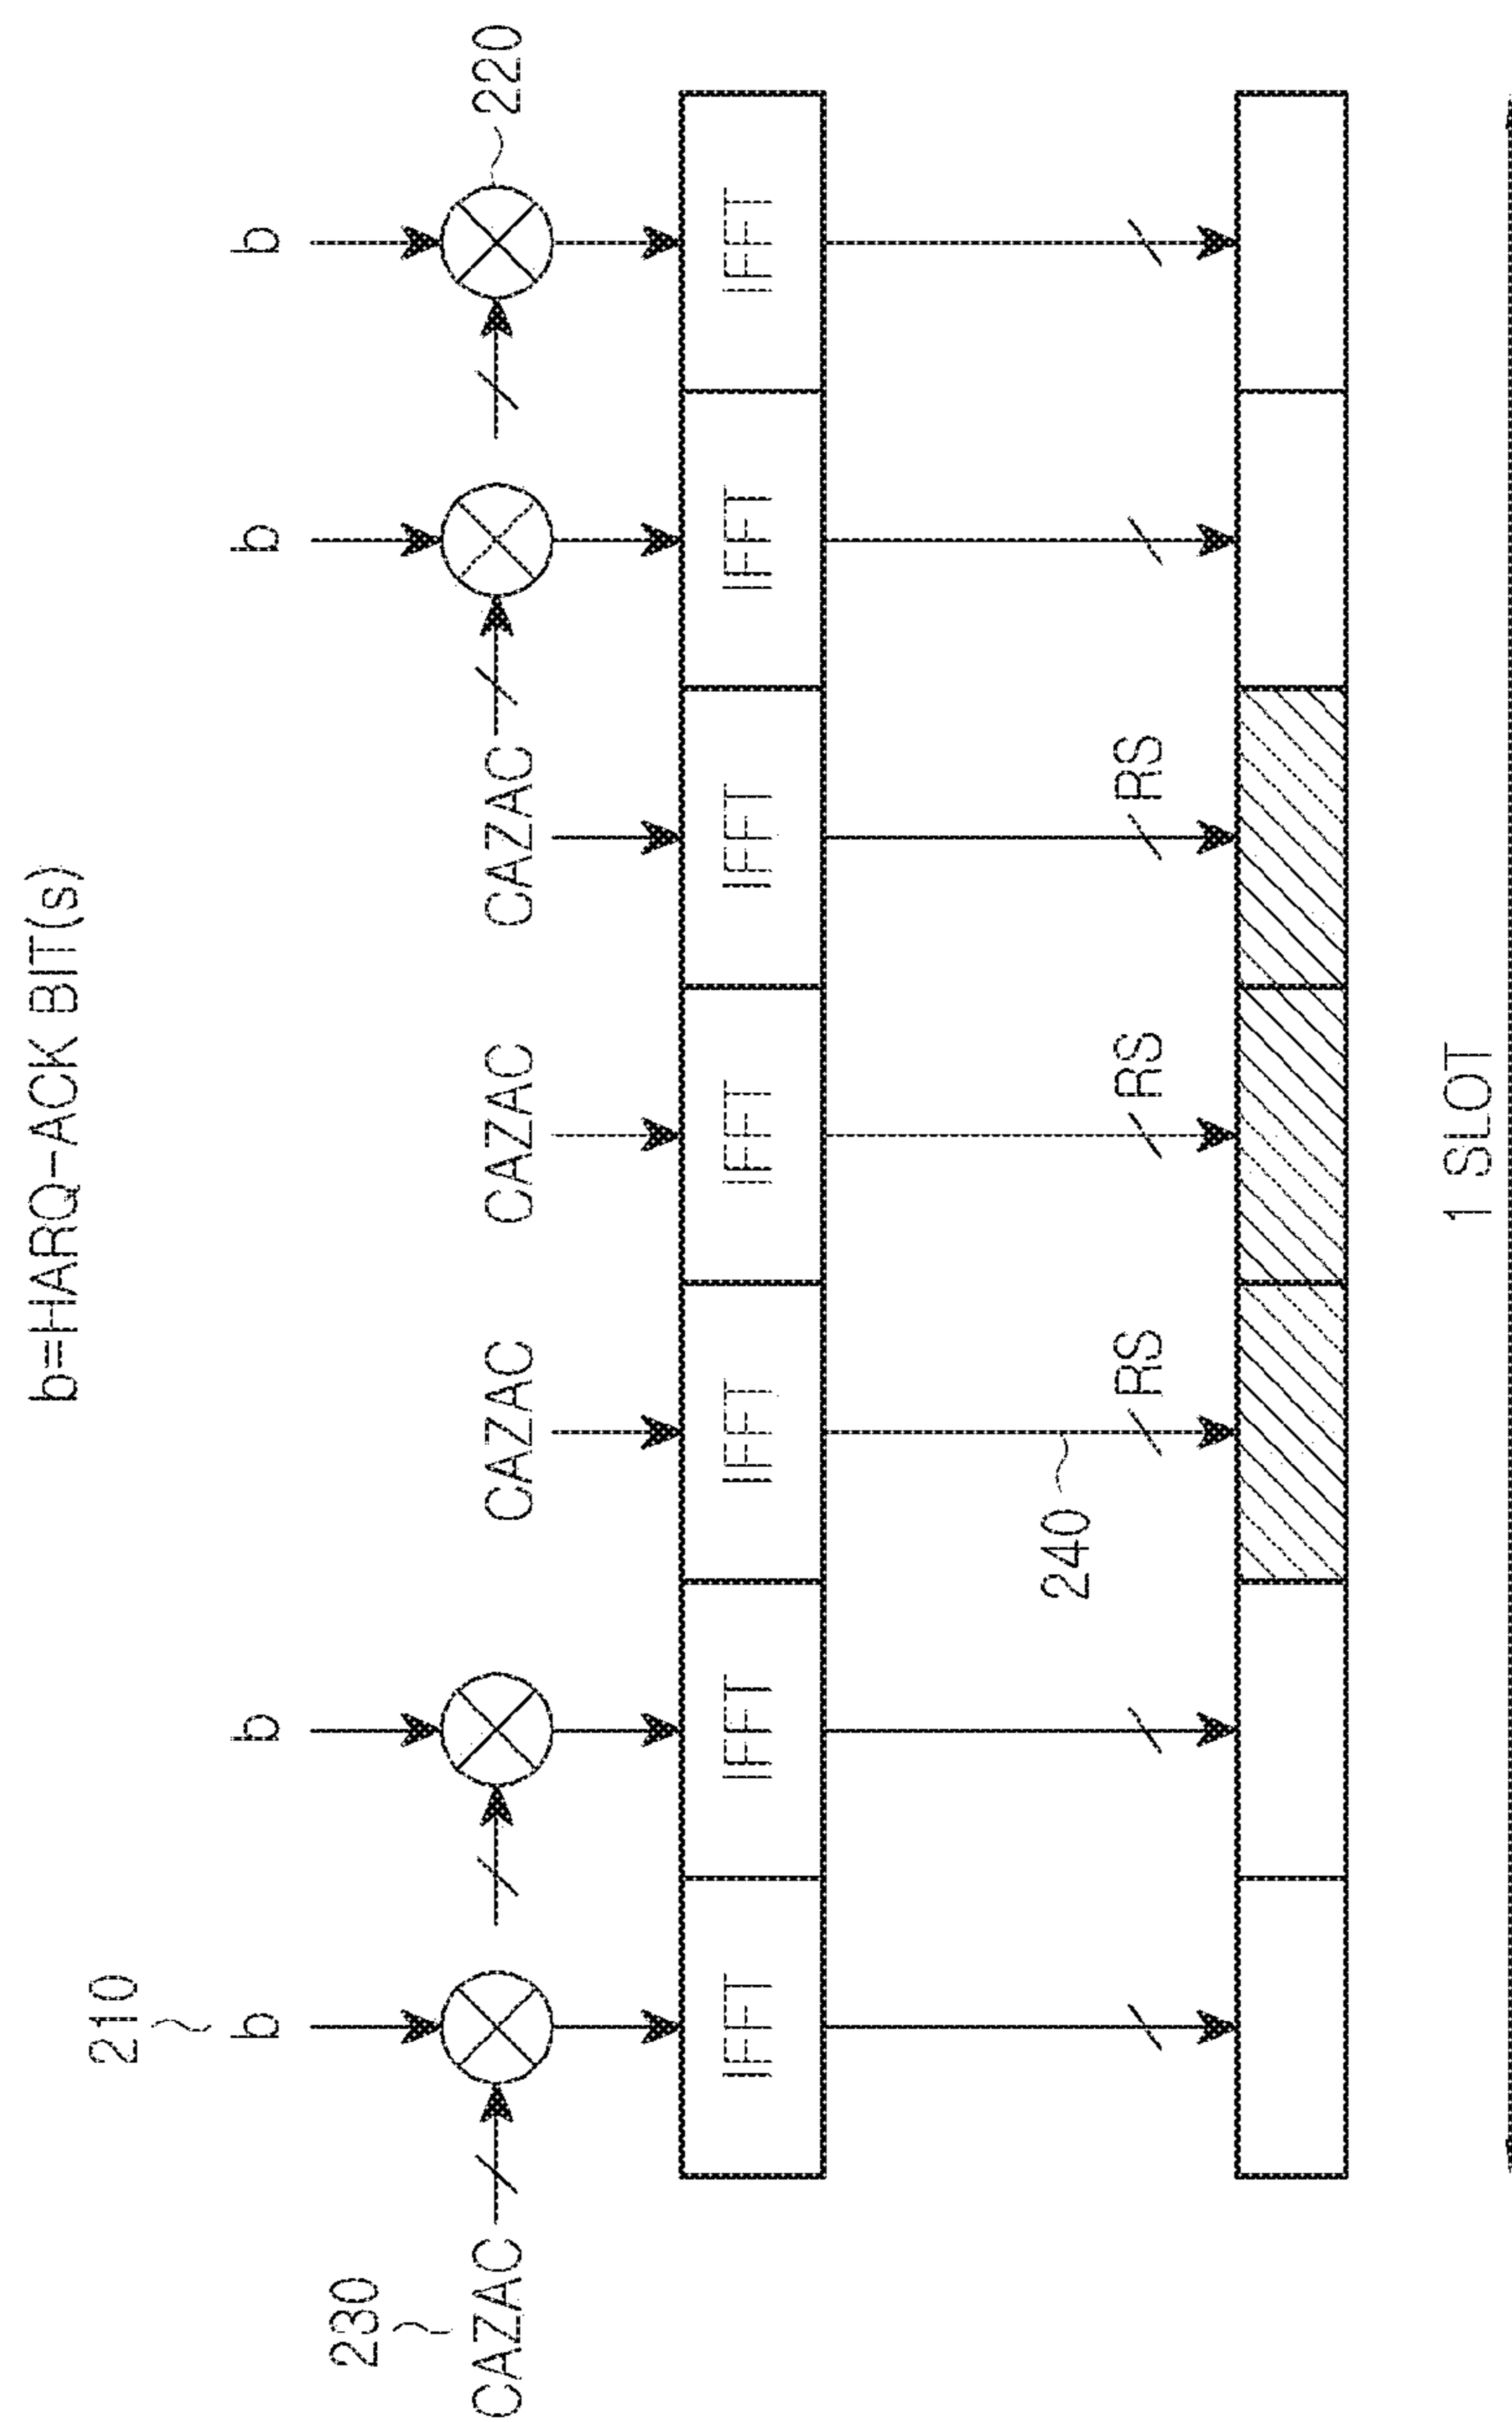 b=HARQ-ACK BIT(s)
210
b b b b
230
220
CAZAC CAZAC CAZAC CAZAC
IFFT IFFT IFFT IFFT IFFT IFFT IFFT
240
RS RS RS
1 SLOT